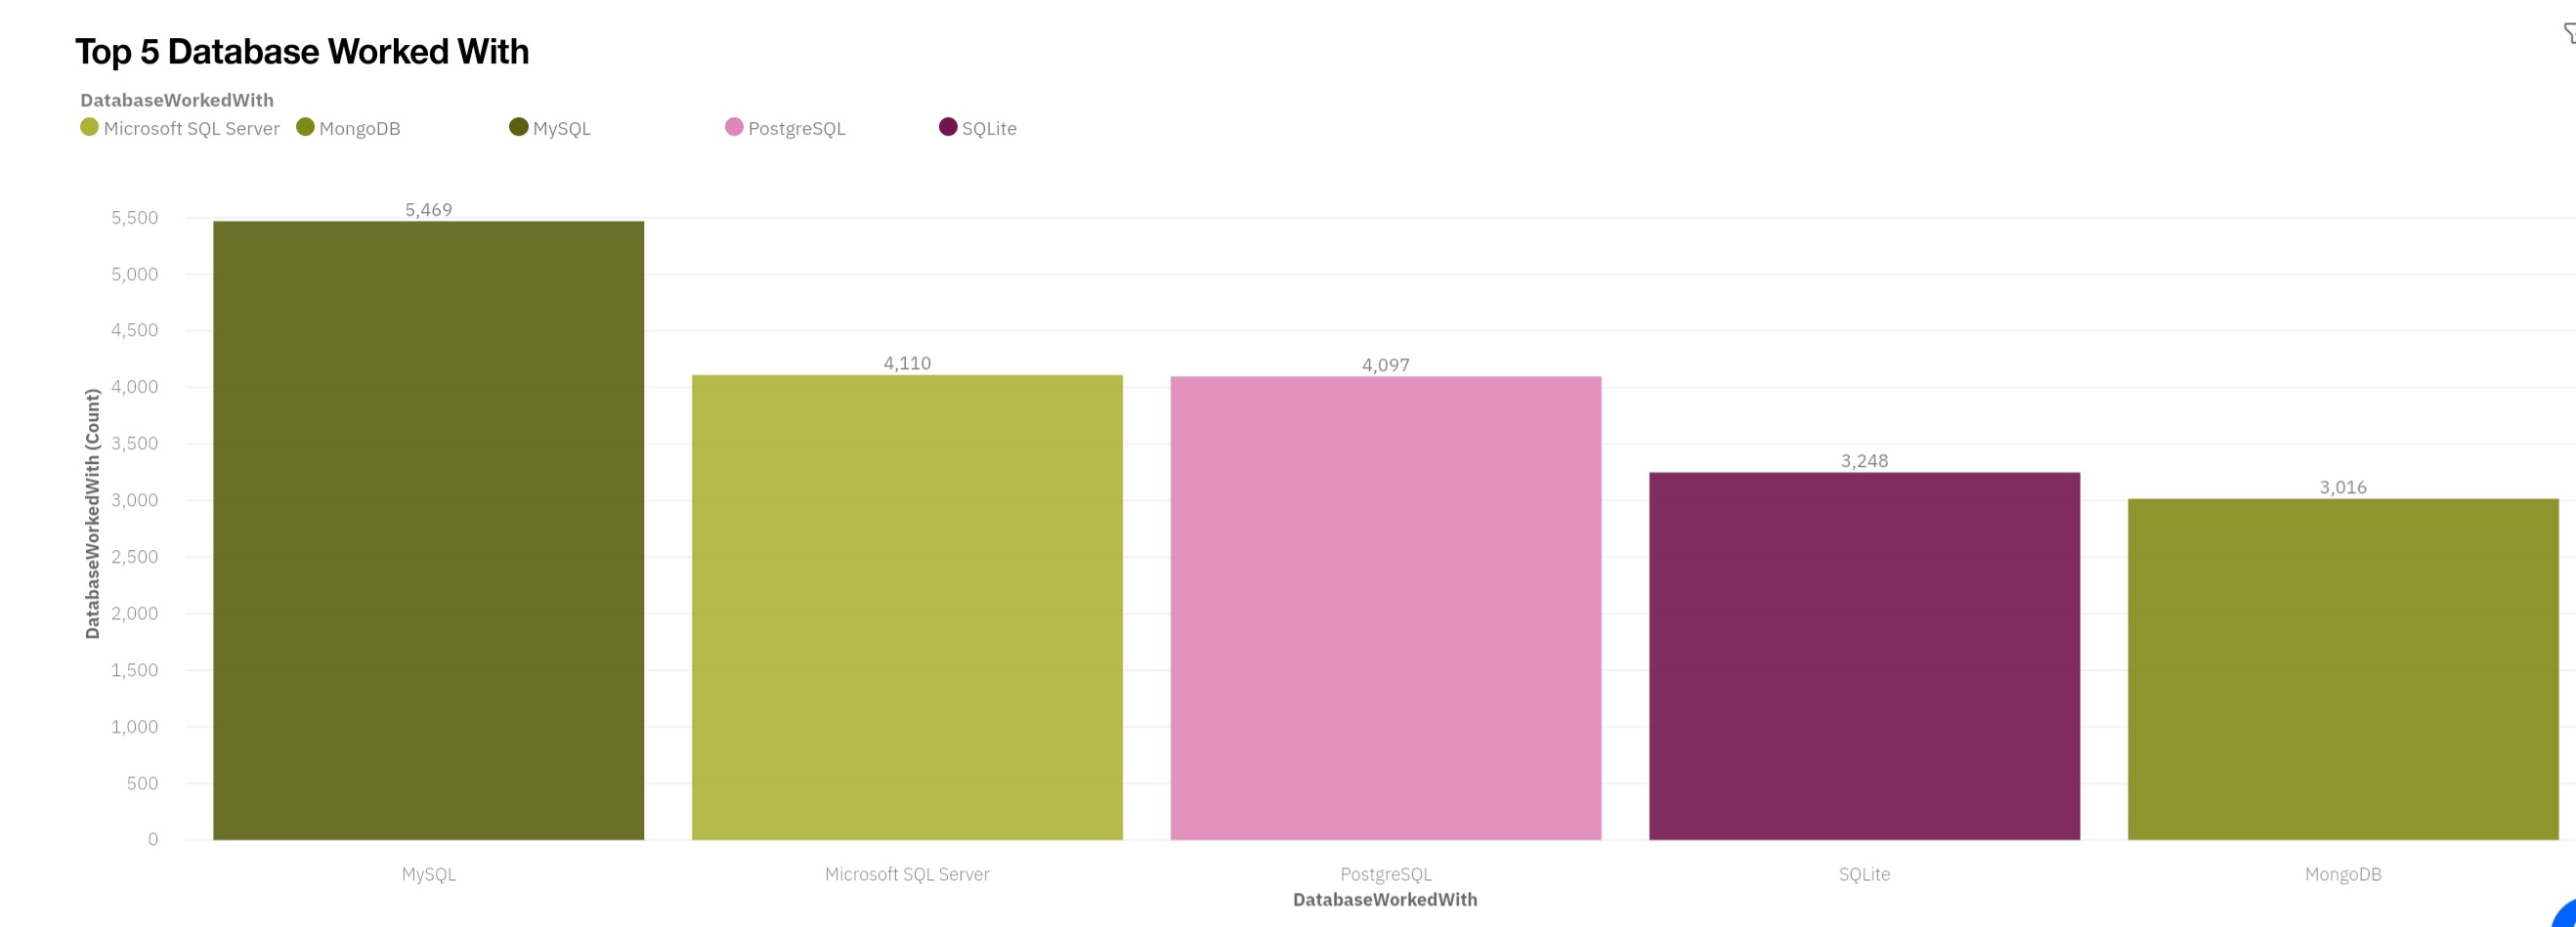 Top 5 Database Worked With
DatabaseWorkedWith
Microsoft SQL Server MongoDB MySQL PostgreSQL SQLite
5,469
5,500
5,000
4,500
4,110
4,097
4,000
3,500
3,248
3,016
3,000
2,500
2,000
1,500
1,000
500
0
DatabaseWorkedWith (Count)
MySQL Microsoft SQL Server PostgreSQL SQLite MongoDB
DatabaseWorkedWith